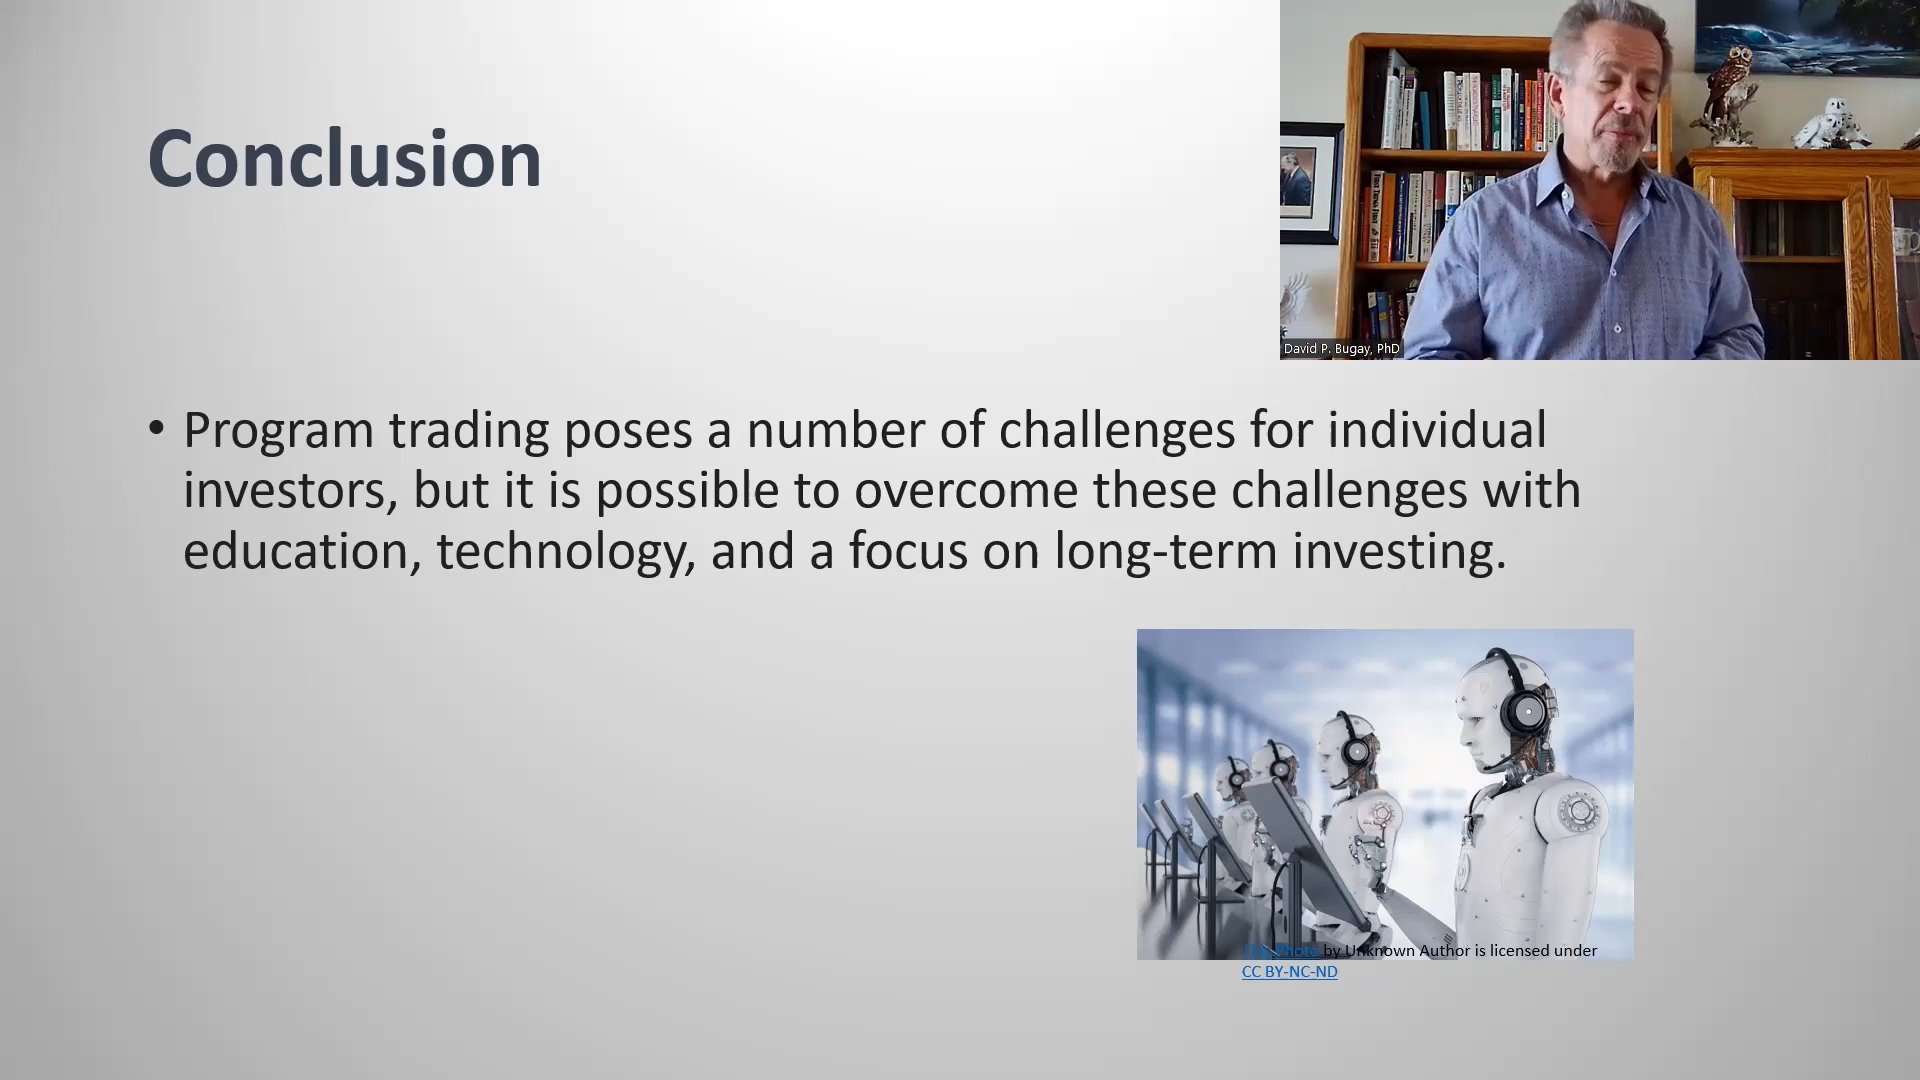 Conclusion
David P. Bugay, PhD
• Program trading poses a number of challenges for individual
investors, but it is possible to overcome these challenges with
education, technology, and a focus on long-term investing.
This Photo by Unknown Author is licensed under
CC BY-NC-ND